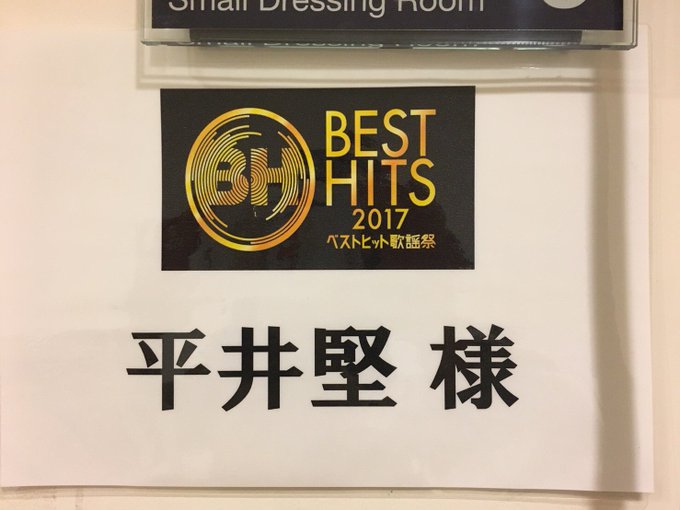 Small Dressing Room
BH
BEST
HITS
2017
ベストヒット歌謡祭
平井堅 様